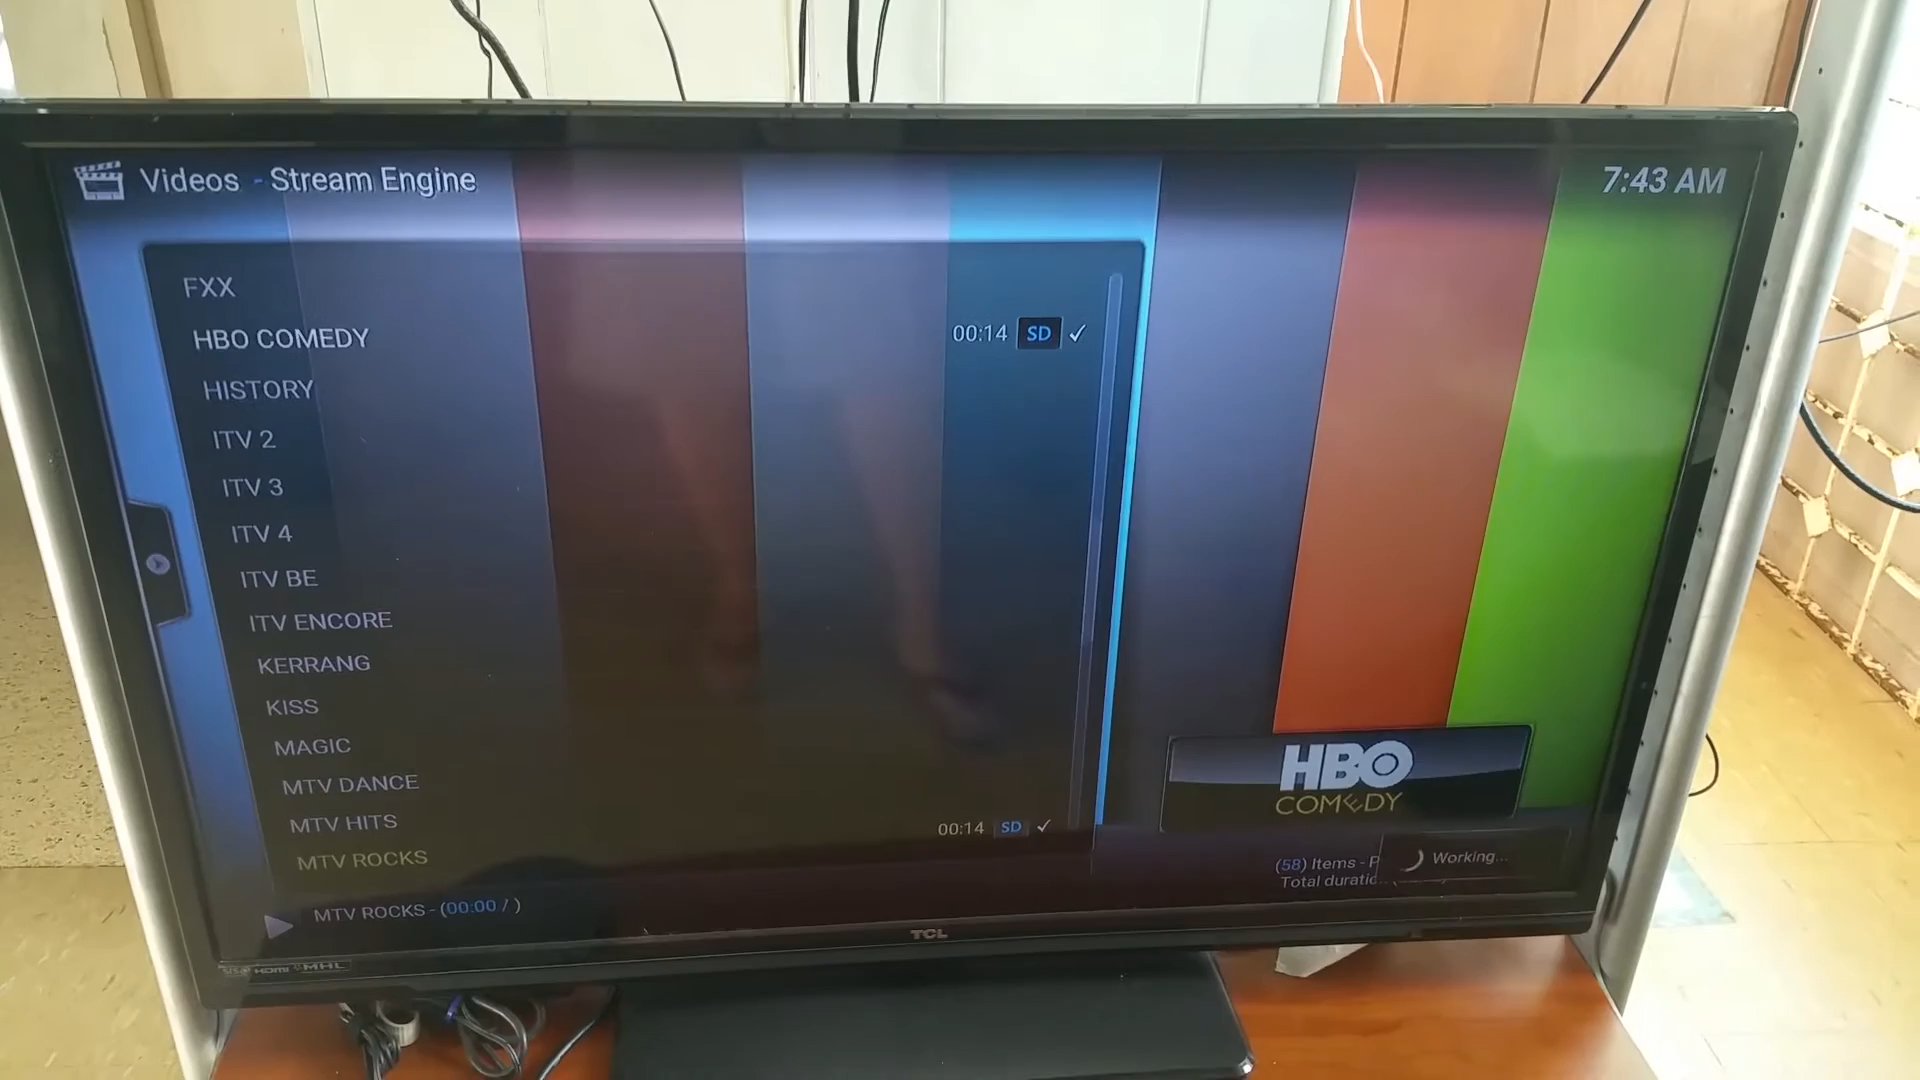 Videos - Stream Engine
7:43 AM
FXX
HBO COMEDY 00:14 SD
HISTORY
ITV 2
ITV 3
ITV 4
ITV BE
ITV ENCORE
KERRANG
KISS
MAGIC
MTV DANCE
MTV HITS
MTV ROCKS 00:14 SD
HBO
COMEDY
(58) Items - P
Working...
Total duratio
MTV ROCKS - (00:00 / )
TCL
HDMI MHL